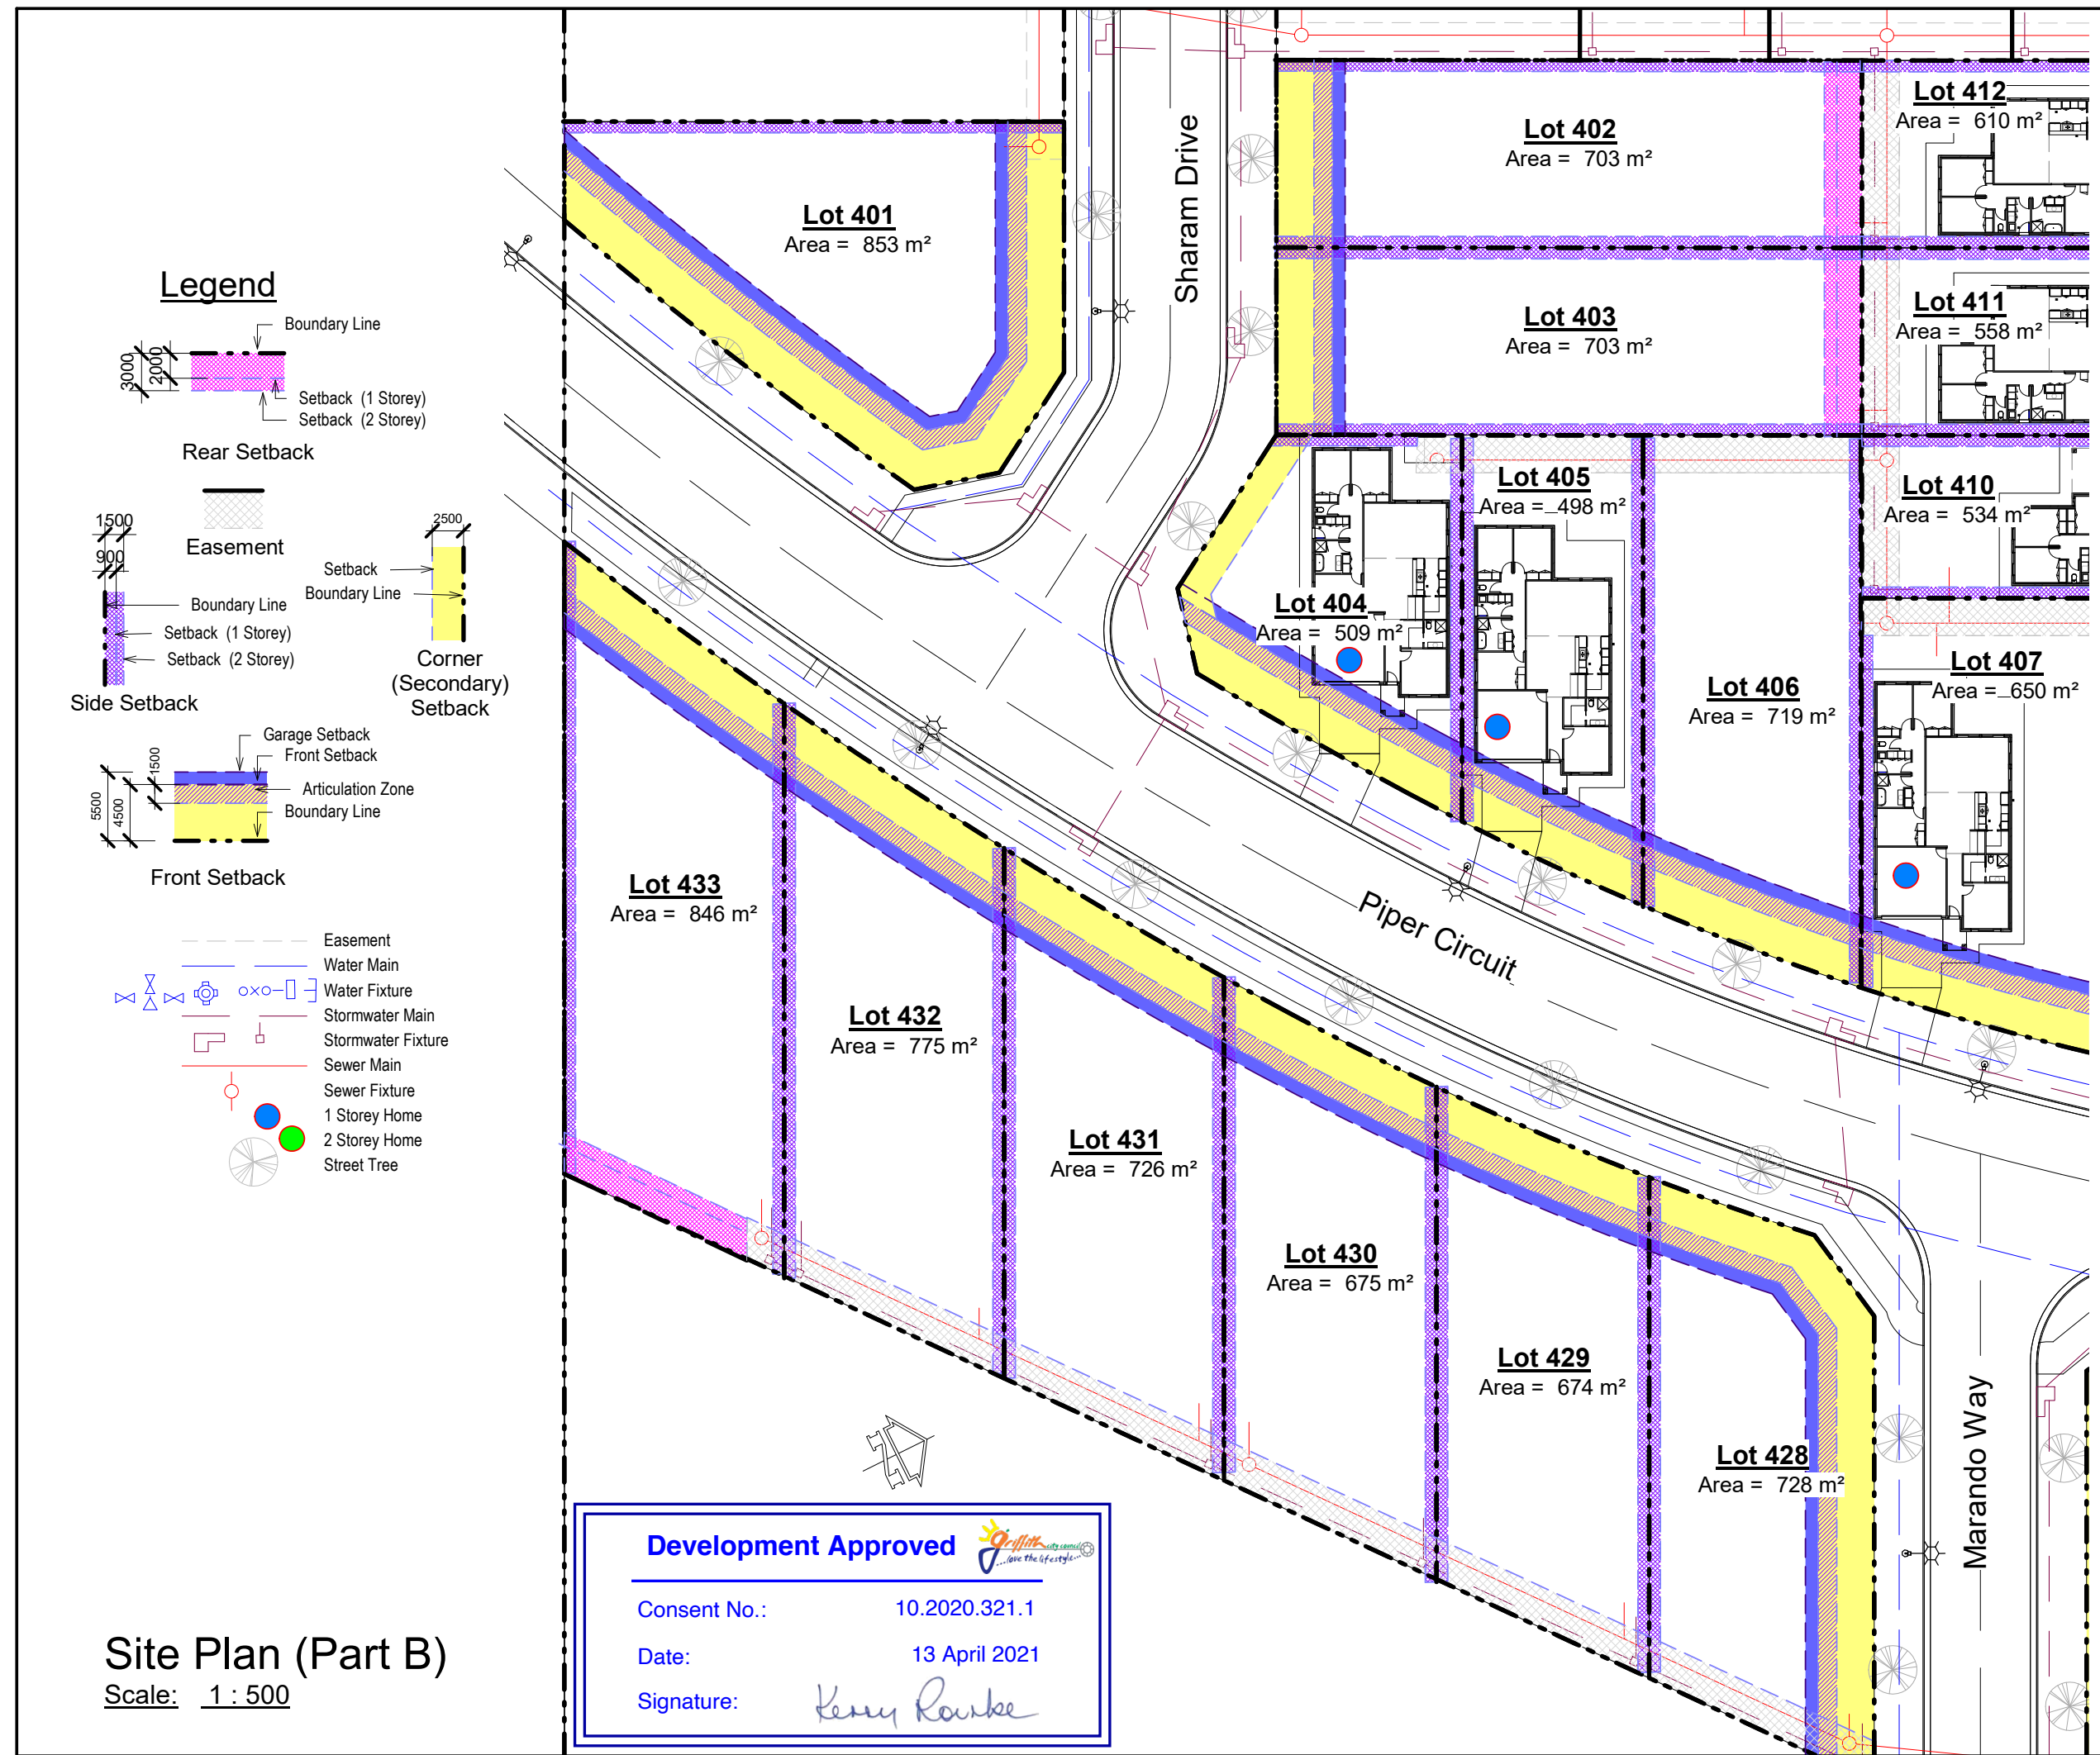 Legend
Boundary Line
3000
2000
Setback (1 Storey)
Setback (2 Storey)
Rear Setback
Easement
1500
900
Boundary Line
Setback (1 Storey)
Setback (2 Storey)
Side Setback
2500
Setback
Boundary Line
Corner
(Secondary)
Setback
Garage Setback
Front Setback
Articulation Zone
Boundary Line
1500
5500
4500
Front Setback
Easement
Water Main
Water Fixture
Stormwater Main
Stormwater Fixture
Sewer Main
Sewer Fixture
1 Storey Home
2 Storey Home
Street Tree
Lot 401
Area = 853 m²
Sharam Drive
Lot 402
Area = 703 m²
Lot 412
Area = 610 m²
Lot 403
Area = 703 m²
Lot 411
Area = 558 m²
Lot 405
Area = 498 m²
Lot 410
Area = 534 m²
Lot 404
Area = 509 m²
Lot 406
Area = 719 m²
Lot 407
Area = 650 m²
Piper Circuit
Lot 433
Area = 846 m²
Lot 432
Area = 775 m²
Lot 431
Area = 726 m²
Lot 430
Area = 675 m²
Lot 429
Area = 674 m²
Lot 428
Area = 728 m²
Marando Way
Development Approved
griffith city council
...love the lifestyle...
Consent No.: 10.2020.321.1
Date: 13 April 2021
Signature: Kerry Rourke
Site Plan (Part B)
Scale: 1 : 500